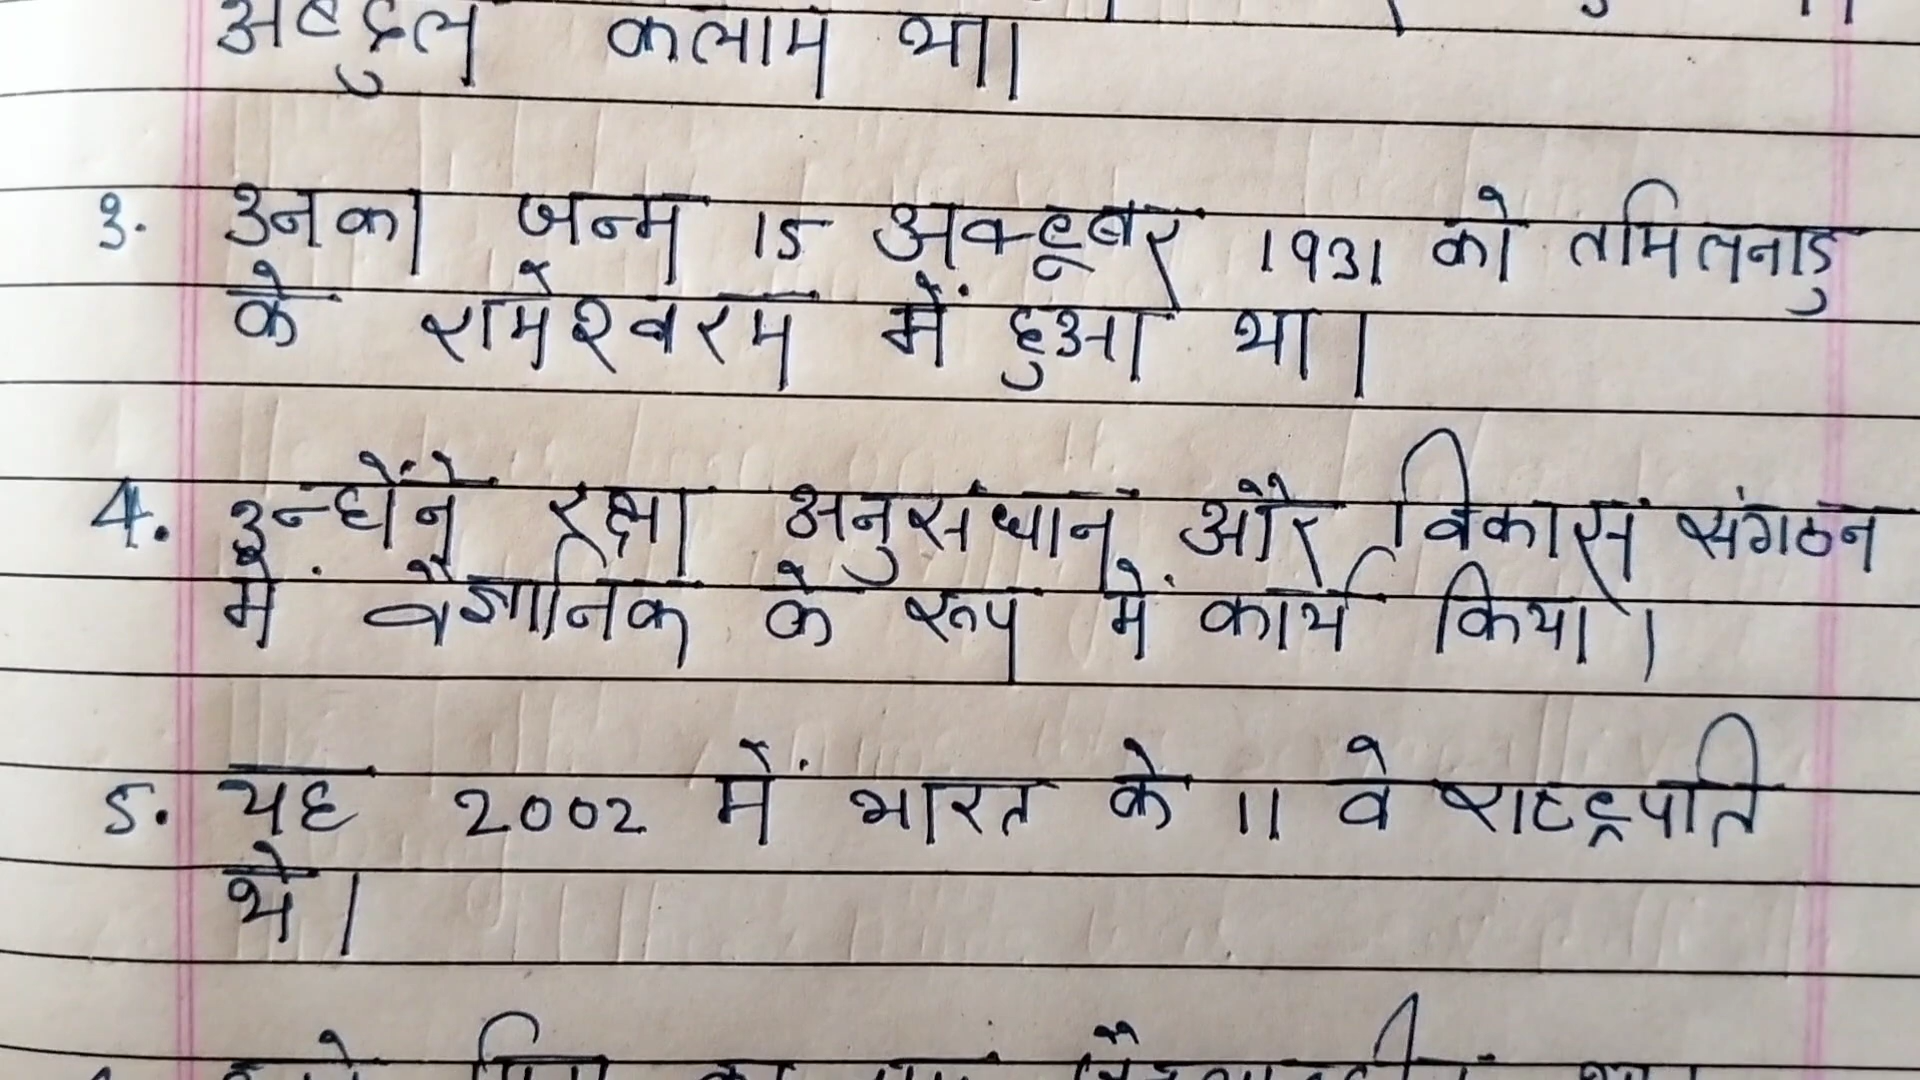 अब्दुल कलाम था।
3. उनका जन्म 15 अक्टूबर 1931 को तमिलनाडु
के रामेश्वरम में हुआ था।
4. उन्होंने रक्षा अनुसंधान और विकास संगठन
में वैज्ञानिक के रूप में कार्य किया।
5. यह 2002 में भारत के 11 वे राष्ट्रपति
थे।